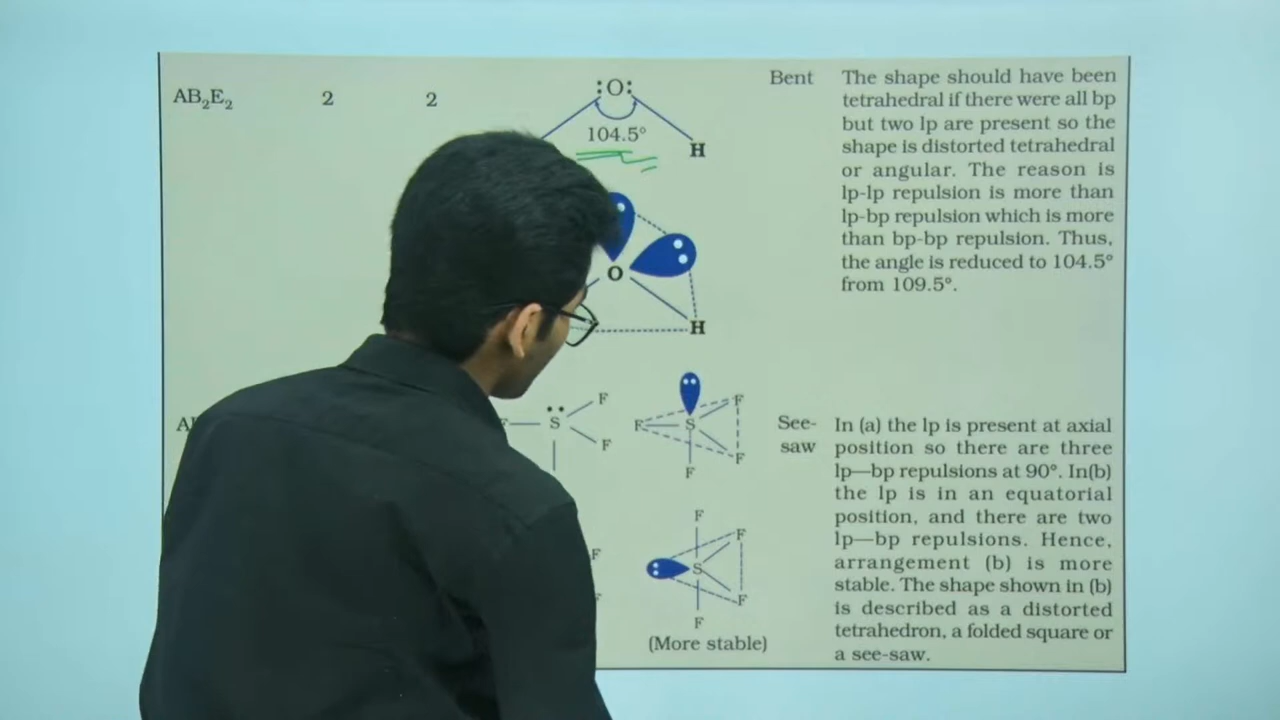 AB₂E₂ 2 2
:O:
104.5°
H
Bent
The shape should have been
tetrahedral if there were all bp
but two lp are present so the
shape is distorted tetrahedral
or angular. The reason is
lp-lp repulsion is more than
lp-bp repulsion which is more
than bp-bp repulsion. Thus,
the angle is reduced to 104.5°
from 109.5°.
O
H
F
S F
F
F
F
S
F
F
F
See-
saw
In (a) the lp is present at axial
position so there are three
lp—bp repulsions at 90°. In(b)
the lp is in an equatorial
position, and there are two
lp—bp repulsions. Hence,
arrangement (b) is more
stable. The shape shown in (b)
is described as a distorted
tetrahedron, a folded square or
a see-saw.
F
F
F
F
S
F
F
(More stable)